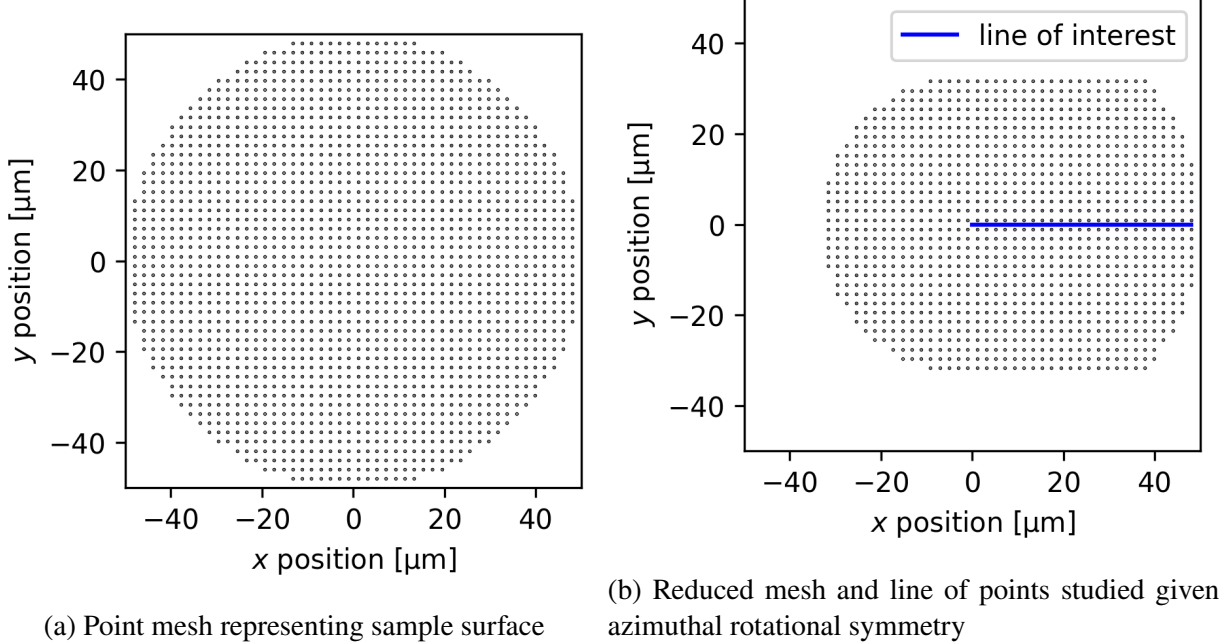 40
20
0
−20
−40
−40
−20
0
20
40
y position [µm]
x position [µm]
(a) Point mesh representing sample surface
line of interest
40
20
0
−20
−40
−40
−20
0
20
40
y position [µm]
x position [µm]
(b) Reduced mesh and line of points studied given
azimuthal rotational symmetry